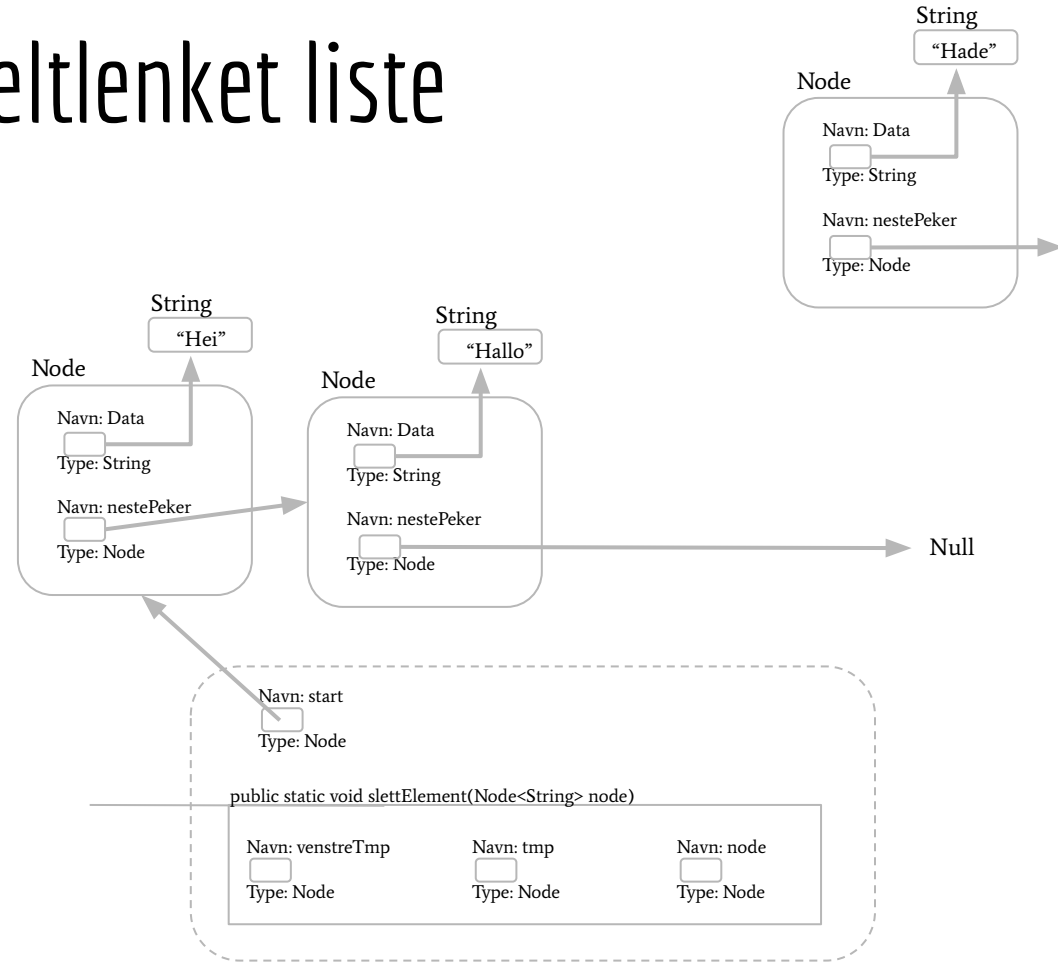 eltlenket liste
String
“Hade”
Node
Navn: Data
Type: String
Navn: nestePeker
Type: Node
String
“Hei”
Node
Navn: Data
Type: String
Navn: nestePeker
Type: Node
String
“Hallo”
Node
Navn: Data
Type: String
Navn: nestePeker
Type: Node
Null
Navn: start
Type: Node
public static void slettElement(Node<String> node)
Navn: venstreTmp
Type: Node
Navn: tmp
Type: Node
Navn: node
Type: Node